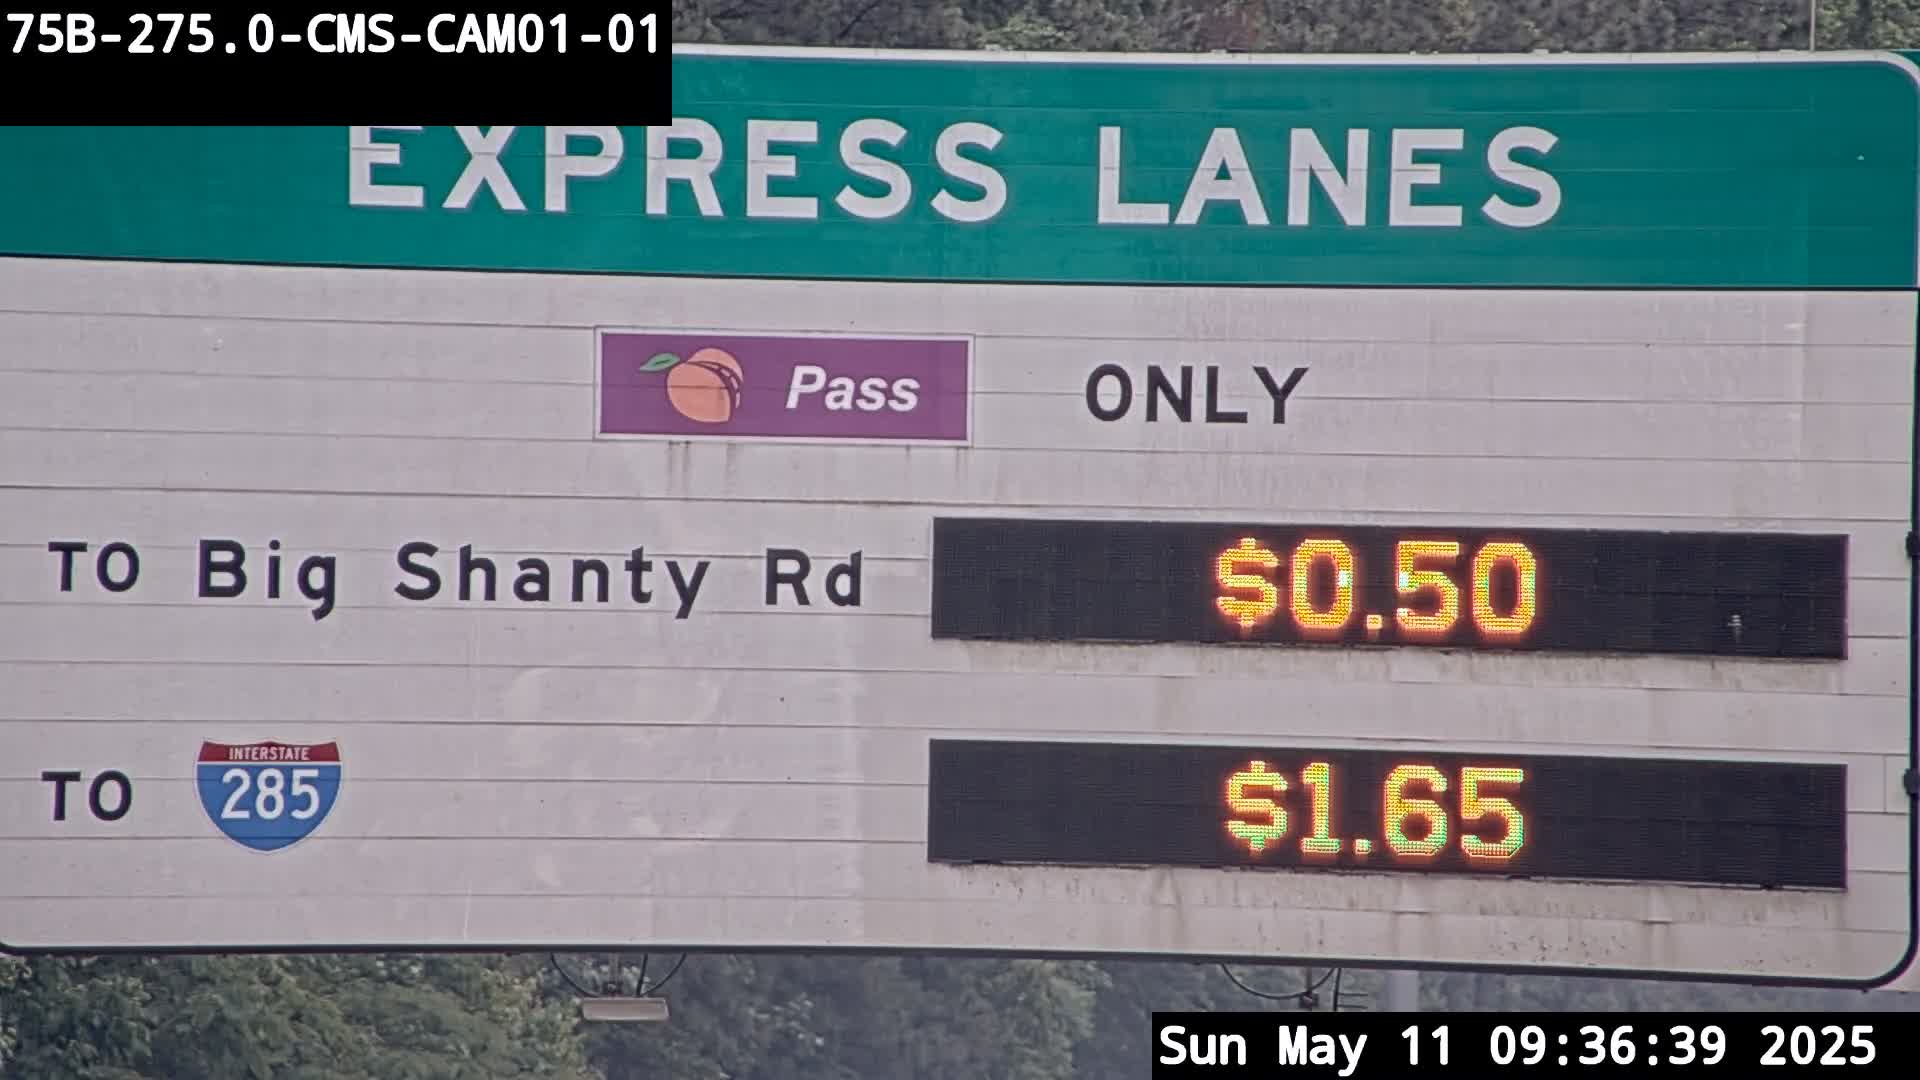 75B-275.0-CMS-CAM01-01
EXPRESS LANES
Pass ONLY
TO Big Shanty Rd $0.50
INTERSTATE
TO 285 $1.65
Sun May 11 09:36:39 2025